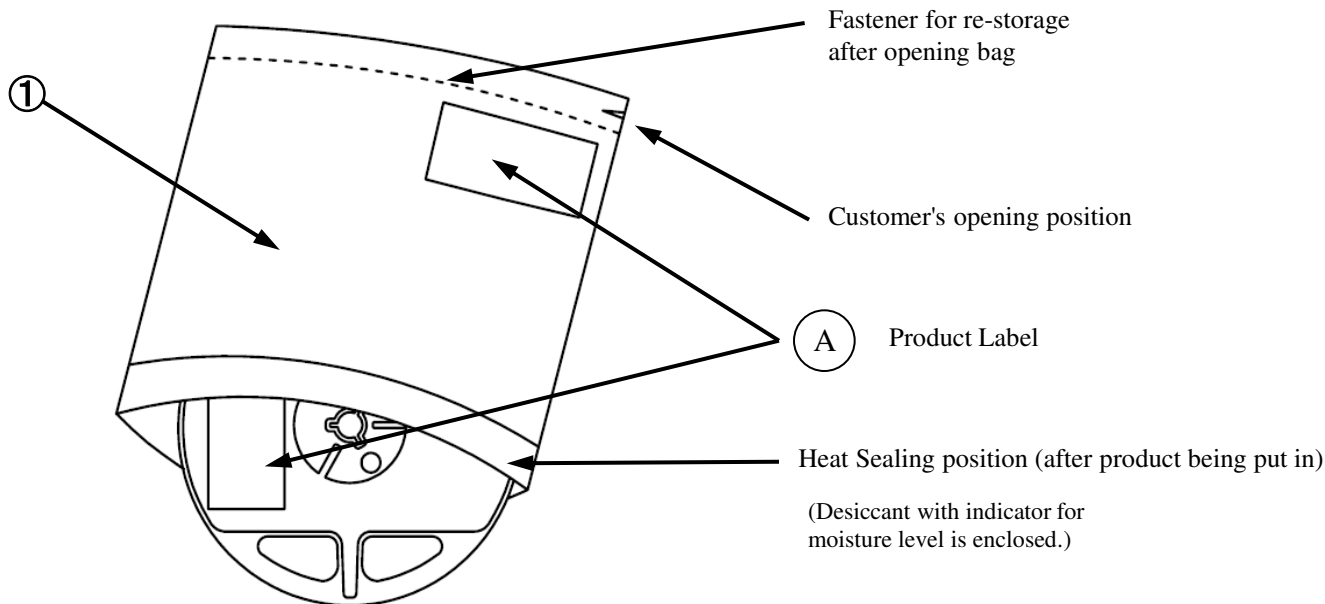 Fastener for re-storage
after opening bag
①
Customer's opening position
A
Product Label
Heat Sealing position (after product being put in)
(Desiccant with indicator for
moisture level is enclosed.)